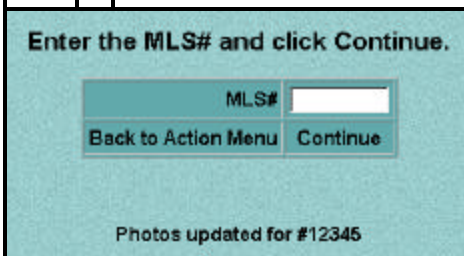 Enter the MLS# and click Continue.
MLS#
Back to Action Menu Continue
Photos updated for #12345